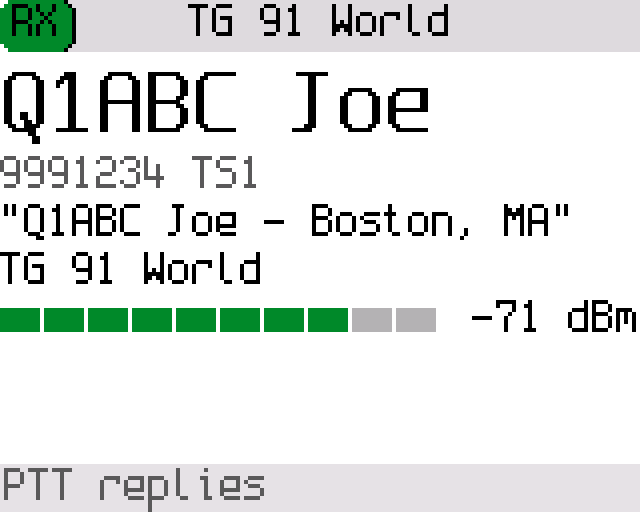 RX TG 91 World
Q1ABC Joe
9991234 TS1
"Q1ABC Joe - Boston, MA"
TG 91 World
-71 dBm
PTT replies